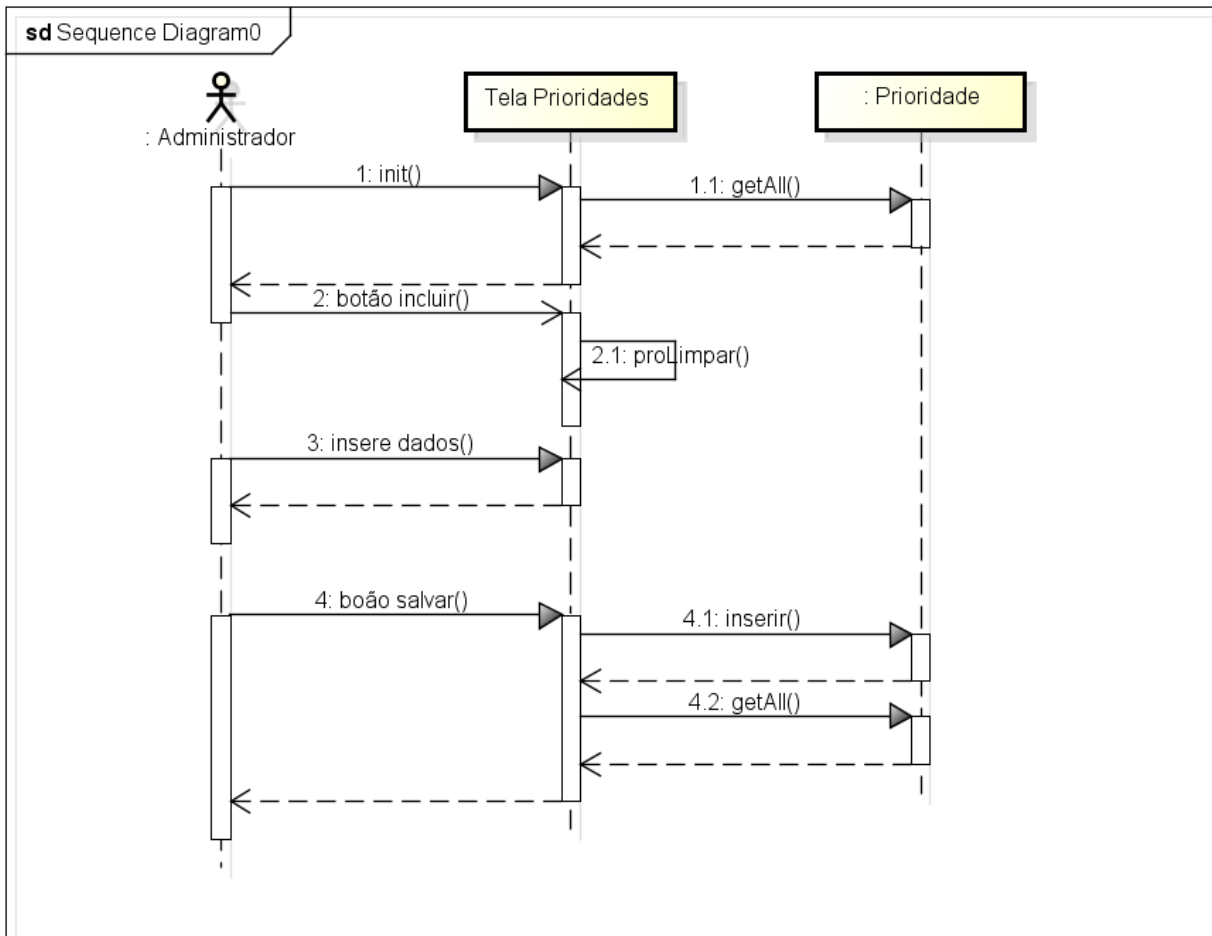 sd Sequence Diagram0
: Administrador
Tela Prioridades
: Prioridade
1: init()
1.1: getAll()
2: botão incluir()
2.1: proLimpar()
3: insere dados()
4: boão salvar()
4.1: inserir()
4.2: getAll()